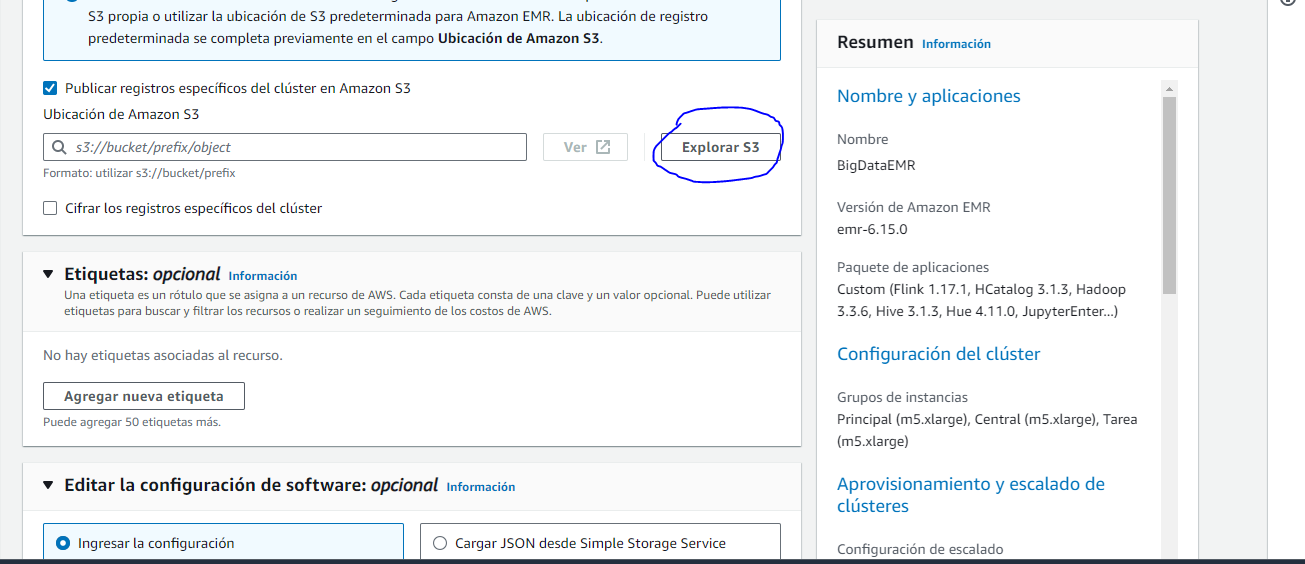 S3 propia o utilizar la ubicación de S3 predeterminada para Amazon EMR. La ubicación de registro
predeterminada se completa previamente en el campo Ubicación de Amazon S3.
Publicar registros específicos del clúster en Amazon S3
Ubicación de Amazon S3
s3://bucket/prefix/object
Ver
Explorar S3
Formato: utilizar s3://bucket/prefix
Cifrar los registros específicos del clúster
Etiquetas: opcional Información
Una etiqueta es un rótulo que se asigna a un recurso de AWS. Cada etiqueta consta de una clave y un valor opcional. Puede utilizar
etiquetas para buscar y filtrar los recursos o realizar un seguimiento de los costos de AWS.
No hay etiquetas asociadas al recurso.
Agregar nueva etiqueta
Puede agregar 50 etiquetas más.
Editar la configuración de software: opcional Información
Ingresar la configuración
Cargar JSON desde Simple Storage Service
Resumen Información
Nombre y aplicaciones
Nombre
BigDataEMR
Versión de Amazon EMR
emr-6.15.0
Paquete de aplicaciones
Custom (Flink 1.17.1, HCatalog 3.1.3, Hadoop
3.3.6, Hive 3.1.3, Hue 4.11.0, JupyterEnter...)
Configuración del clúster
Grupos de instancias
Principal (m5.xlarge), Central (m5.xlarge), Tarea
(m5.xlarge)
Aprovisionamiento y escalado de
clústeres
Configuración de escalado